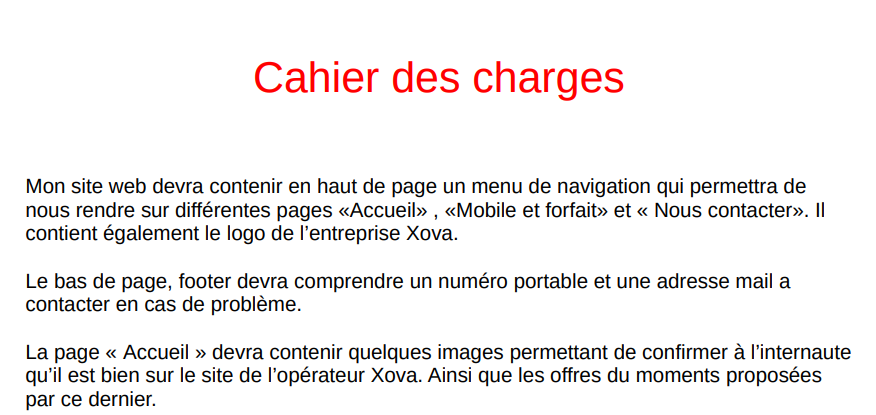 Cahier des charges
Mon site web devra contenir en haut de page un menu de navigation qui permettra de
nous rendre sur différentes pages «Accueil» , «Mobile et forfait» et « Nous contacter». Il
contient également le logo de l’entreprise Xova.
Le bas de page, footer devra comprendre un numéro portable et une adresse mail a
contacter en cas de problème.
La page « Accueil » devra contenir quelques images permettant de confirmer à l’internaute
qu’il est bien sur le site de l’opérateur Xova. Ainsi que les offres du moments proposées
par ce dernier.